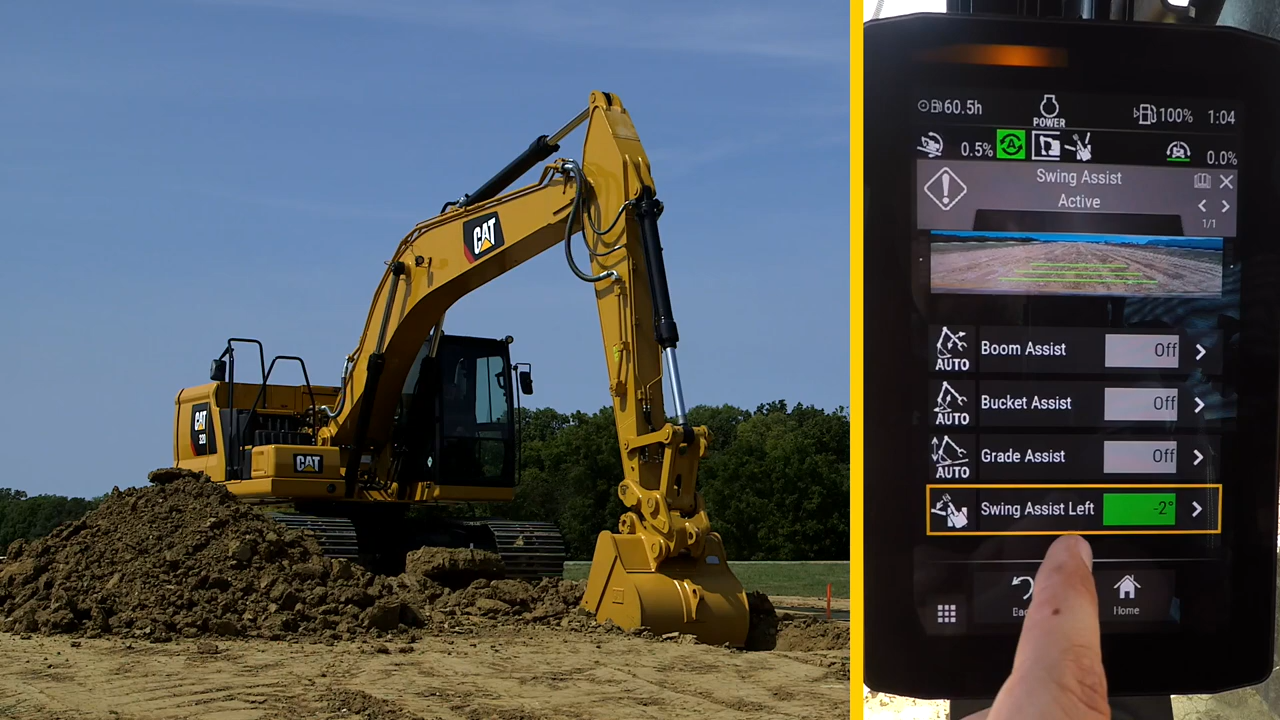 CAT
CAT
320
CAT
60.5h
POWER
100%
1:04
0.5%
A
0.0%
Swing Assist
Active
1/1
AUTO
Boom Assist
Off
AUTO
Bucket Assist
Off
AUTO
Grade Assist
Off
Swing Assist Left
-2°
Home